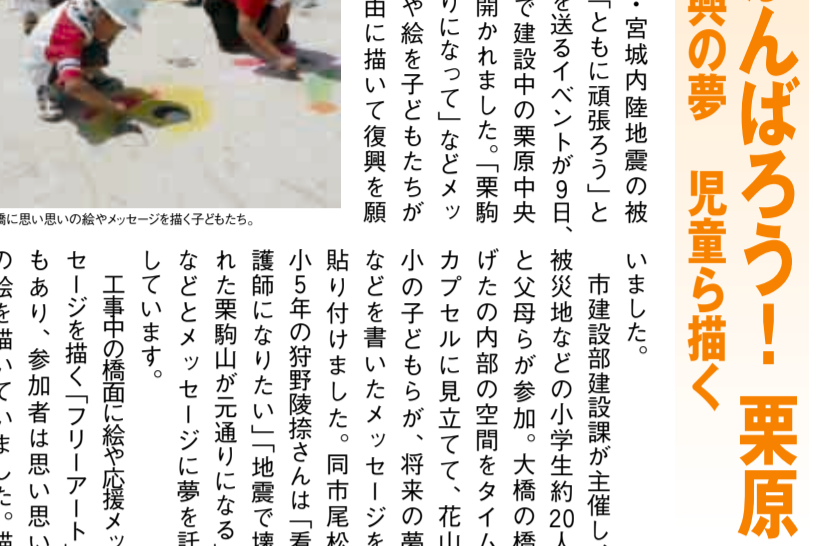 んばろう！ 栗原
興の夢 児童ら描く
・宮城内陸地震の被
「ともに頑張ろう」と
を送るイベントが9日、
で建設中の栗原中央
開かれました。「栗駒
りになって」などメッ
や絵を子どもたちが
由に描いて復興を願
橋に思い思いの絵やメッセージを描く子どもたち。
いました。
市建設部建設課が主催し、
被災地などの小学生約20人
と父母らが参加。大橋の橋
げたの内部の空間をタイム
カプセルに見立てて、花山
小の子どもらが、将来の夢
などを書いたメッセージを
貼り付けました。同市尾松
小5年の狩野陵捺さんは「看
護師になりたい」「地震で壊
れた栗駒山が元通りになる」
などとメッセージに夢を託
しています。
工事中の橋面に絵や応援メッ
セージを描く「フリーアート」
もあり、参加者は思い思い
の絵を描いていました。描